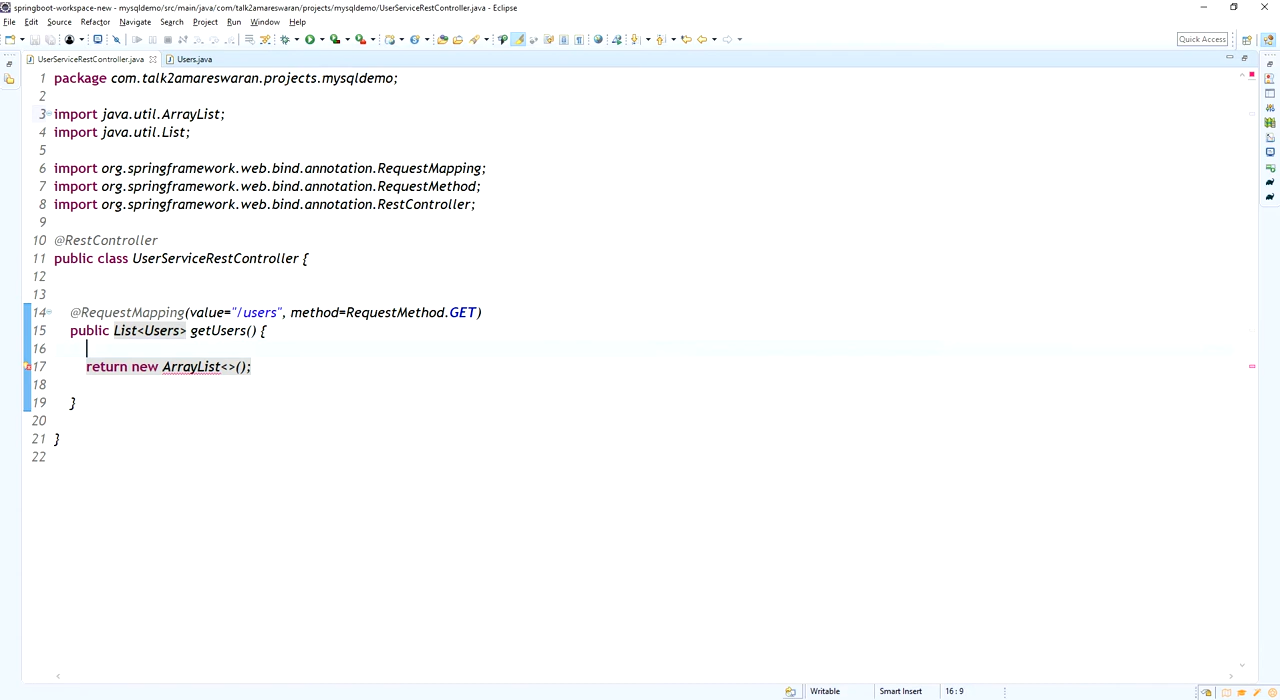 springboot-workspace-new - mysqldemo/src/main/java/com/talk2amareswaran/projects/mysqldemo/UserServiceRestController.java - Eclipse
File Edit Source Refactor Navigate Search Project Run Window Help
Quick Access
UserServiceRestController.java Users.java
1 package com.talk2amareswaran.projects.mysqldemo;
2
3 import java.util.ArrayList;
4 import java.util.List;
5
6 import org.springframework.web.bind.annotation.RequestMapping;
7 import org.springframework.web.bind.annotation.RequestMethod;
8 import org.springframework.web.bind.annotation.RestController;
9
10 @RestController
11 public class UserServiceRestController {
12
13
14 @RequestMapping(value="/users", method=RequestMethod.GET)
15 public List<Users> getUsers() {
16
17 return new ArrayList<>();
18
19 }
20
21 }
22
Writable Smart Insert 16 : 9